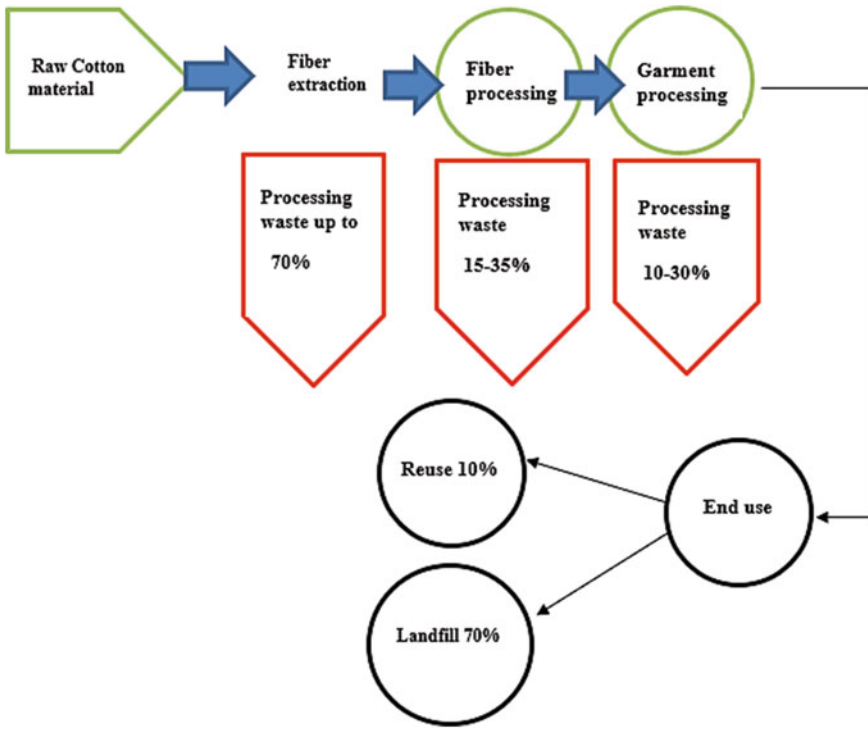 Raw Cotton
material
Fiber
extraction
Fiber
processing
Garment
processing
Processing
waste up to
70%
Processing
waste
15-35%
Processing
waste
10-30%
Reuse 10%
End use
Landfill 70%